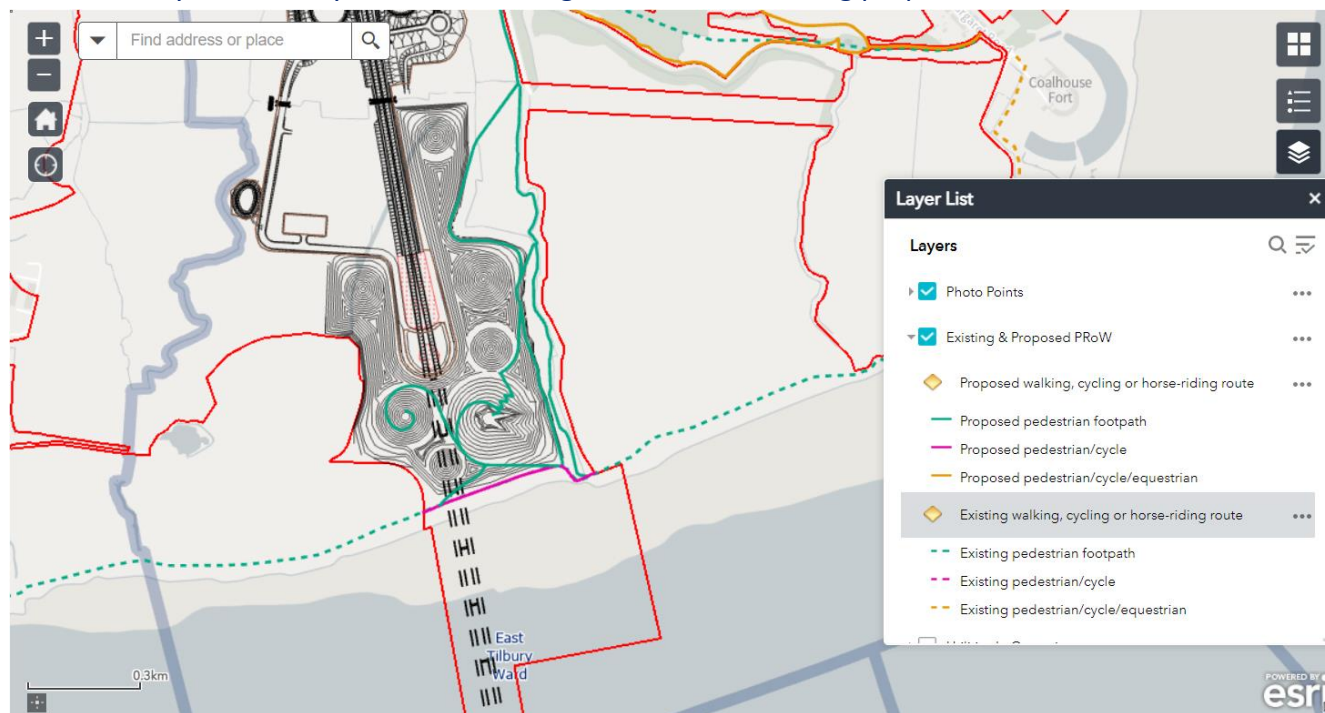 +
Find address or place
−
Coalhouse
Fort
Layer List
×
Layers
Photo Points
Existing & Proposed PRoW
Proposed walking, cycling or horse-riding route
Proposed pedestrian footpath
Proposed pedestrian/cycle
Proposed pedestrian/cycle/equestrian
Existing walking, cycling or horse-riding route
Existing pedestrian footpath
Existing pedestrian/cycle
Existing pedestrian/cycle/equestrian
East
Tilbury
Ward
0.3km
POWERED BY
esri